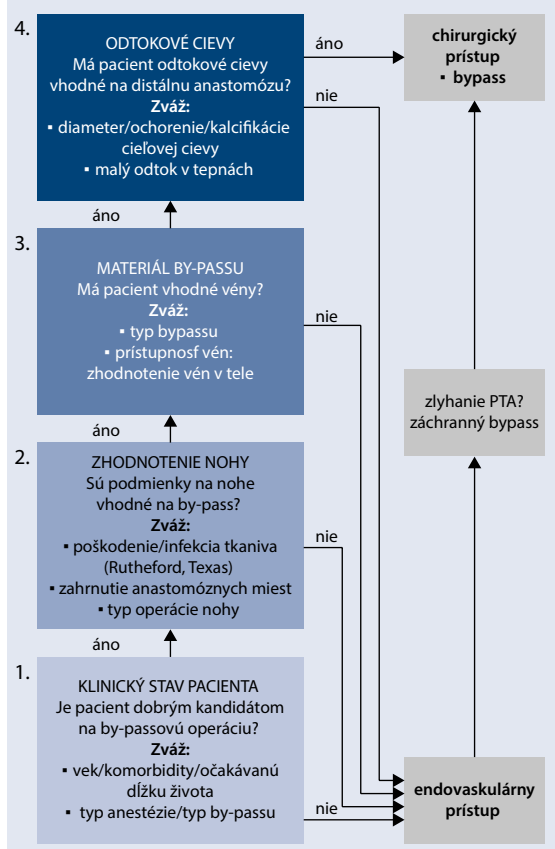 4.
ODTOKOVÉ CIEVY
Má pacient odtokové cievy
vhodné na distálnu anastomózu?
Zváž:
▪ diameter/ochorenie/kalcifikácie
cieľovej cievy
▪ malý odtok v tepnách
áno
nie
chirurgický
prístup
▪ bypass
áno
3.
MATERIÁL BY-PASSU
Má pacient vhodné vény?
Zváž:
▪ typ bypassu
▪ prístupnosť vén:
zhodnotenie vén v tele
nie
zlyhanie PTA?
záchranný bypass
áno
2.
ZHODNOTENIE NOHY
Sú podmienky na nohe
vhodné na by-pass?
Zváž:
▪ poškodenie/infekcia tkaniva
(Rutheford, Texas)
▪ zahrnutie anastomóznych miest
▪ typ operácie nohy
nie
áno
1.
KLINICKÝ STAV PACIENTA
Je pacient dobrým kandidátom
na by-passovú operáciu?
Zváž:
▪ vek/komorbidity/očakávanú
dĺžku života
▪ typ anestézie/typ by-passu
nie
endovaskulárny
prístup